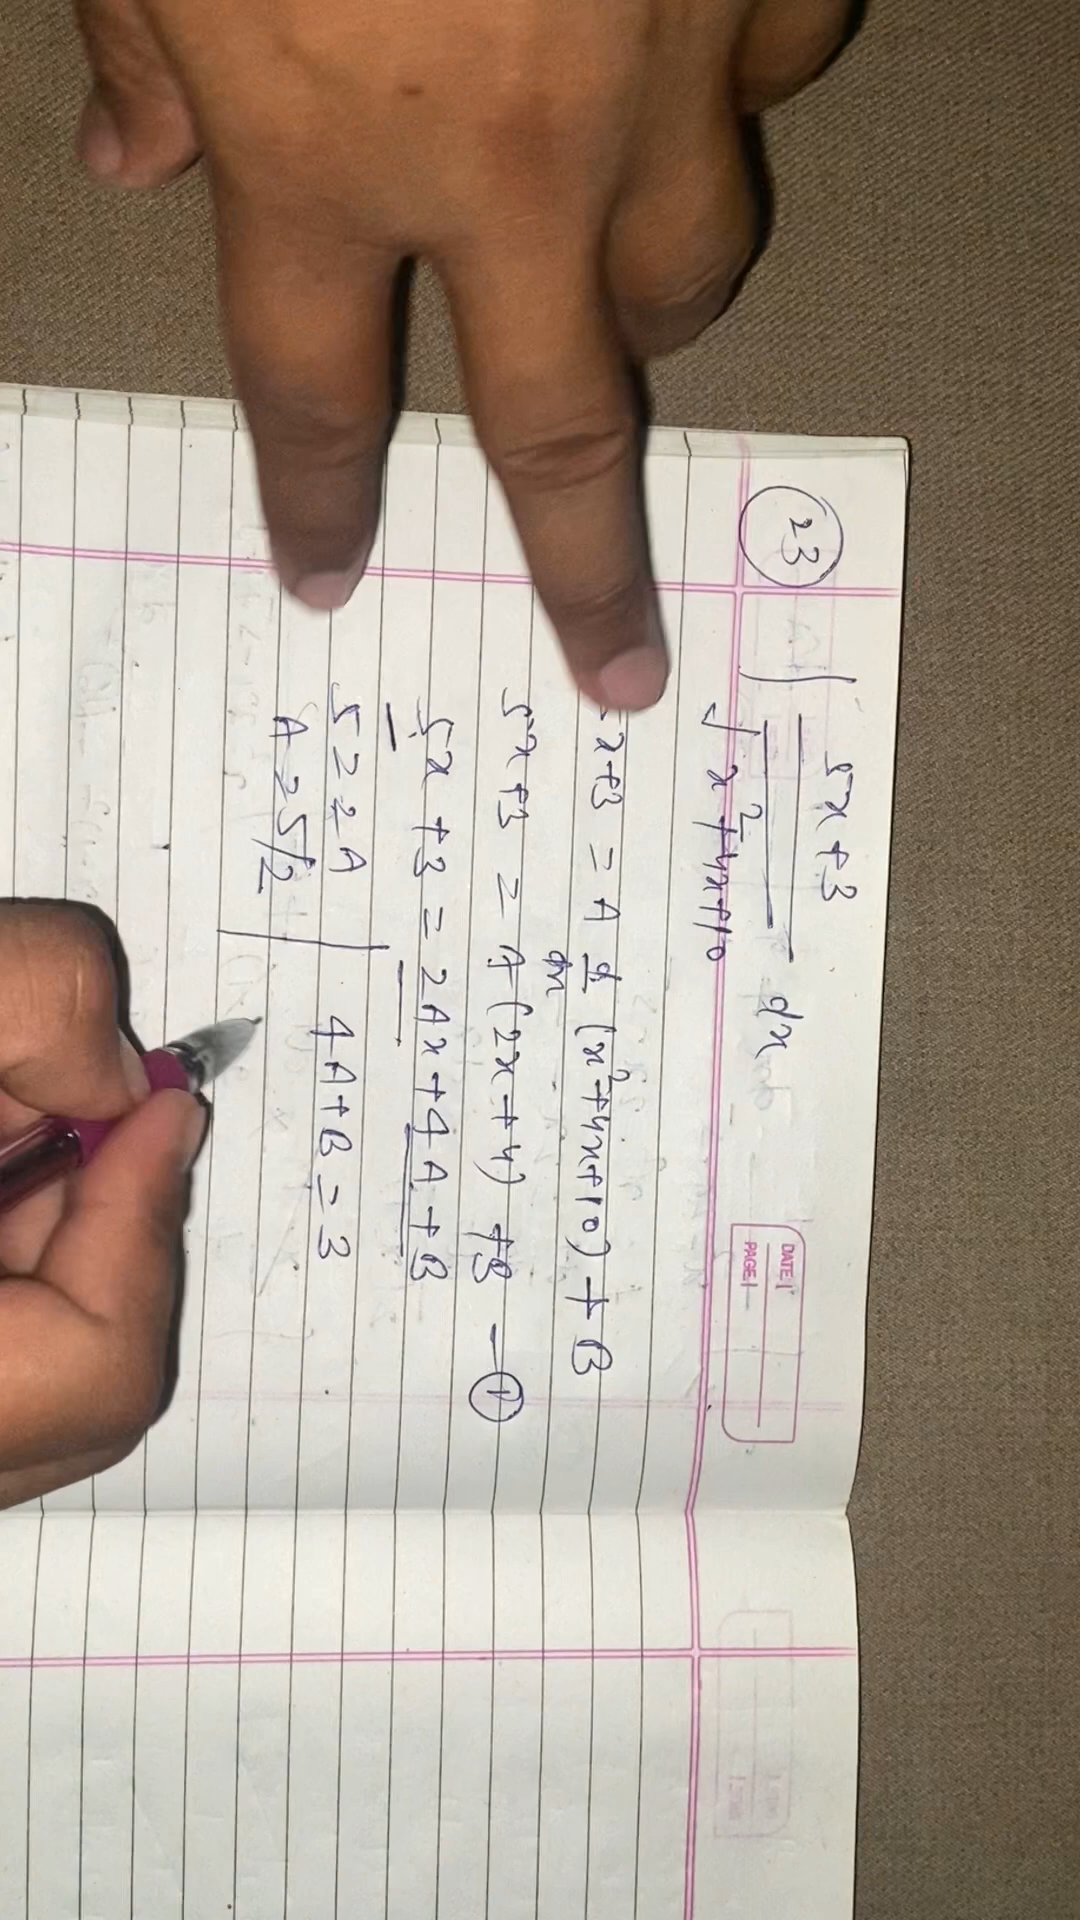 23
∫ 5x+3 dx
√x²+4x+10
x+3 = A d (x²+4x+10) + B
dx
5x+3 = A(2x+4) +B —①
5x+3 = 2Ax+4A+B
5=2A
4A+B=3
A=5/2
DATE
PAGE